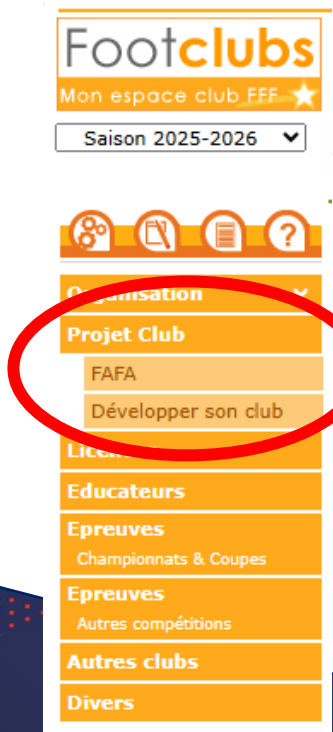 Footclubs
Mon espace club FFF
Saison 2025-2026
?
Organisation
Projet Club
FAFA
Développer son club
Educateurs
Epreuves
Championnats & Coupes
Epreuves
Autres compétitions
Autres clubs
Divers